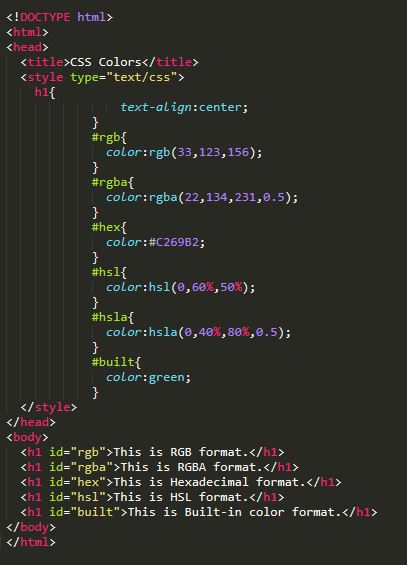 <!DOCTYPE html>
<html>
<head>
<title>CSS Colors</title>
<style type="text/css">
h1{
text-align:center;
}
#rgb{
color:rgb(33,123,156);
}
#rgba{
color:rgba(22,134,231,0.5);
}
#hex{
color:#C269B2;
}
#hsl{
color:hsl(0,60%,50%);
}
#hsla{
color:hsla(0,40%,80%,0.5);
}
#built{
color:green;
}
</style>
</head>
<body>
<h1 id="rgb">This is RGB format.</h1>
<h1 id="rgba">This is RGBA format.</h1>
<h1 id="hex">This is Hexadecimal format.</h1>
<h1 id="hsl">This is HSL format.</h1>
<h1 id="built">This is Built-in color format.</h1>
</body>
</html>